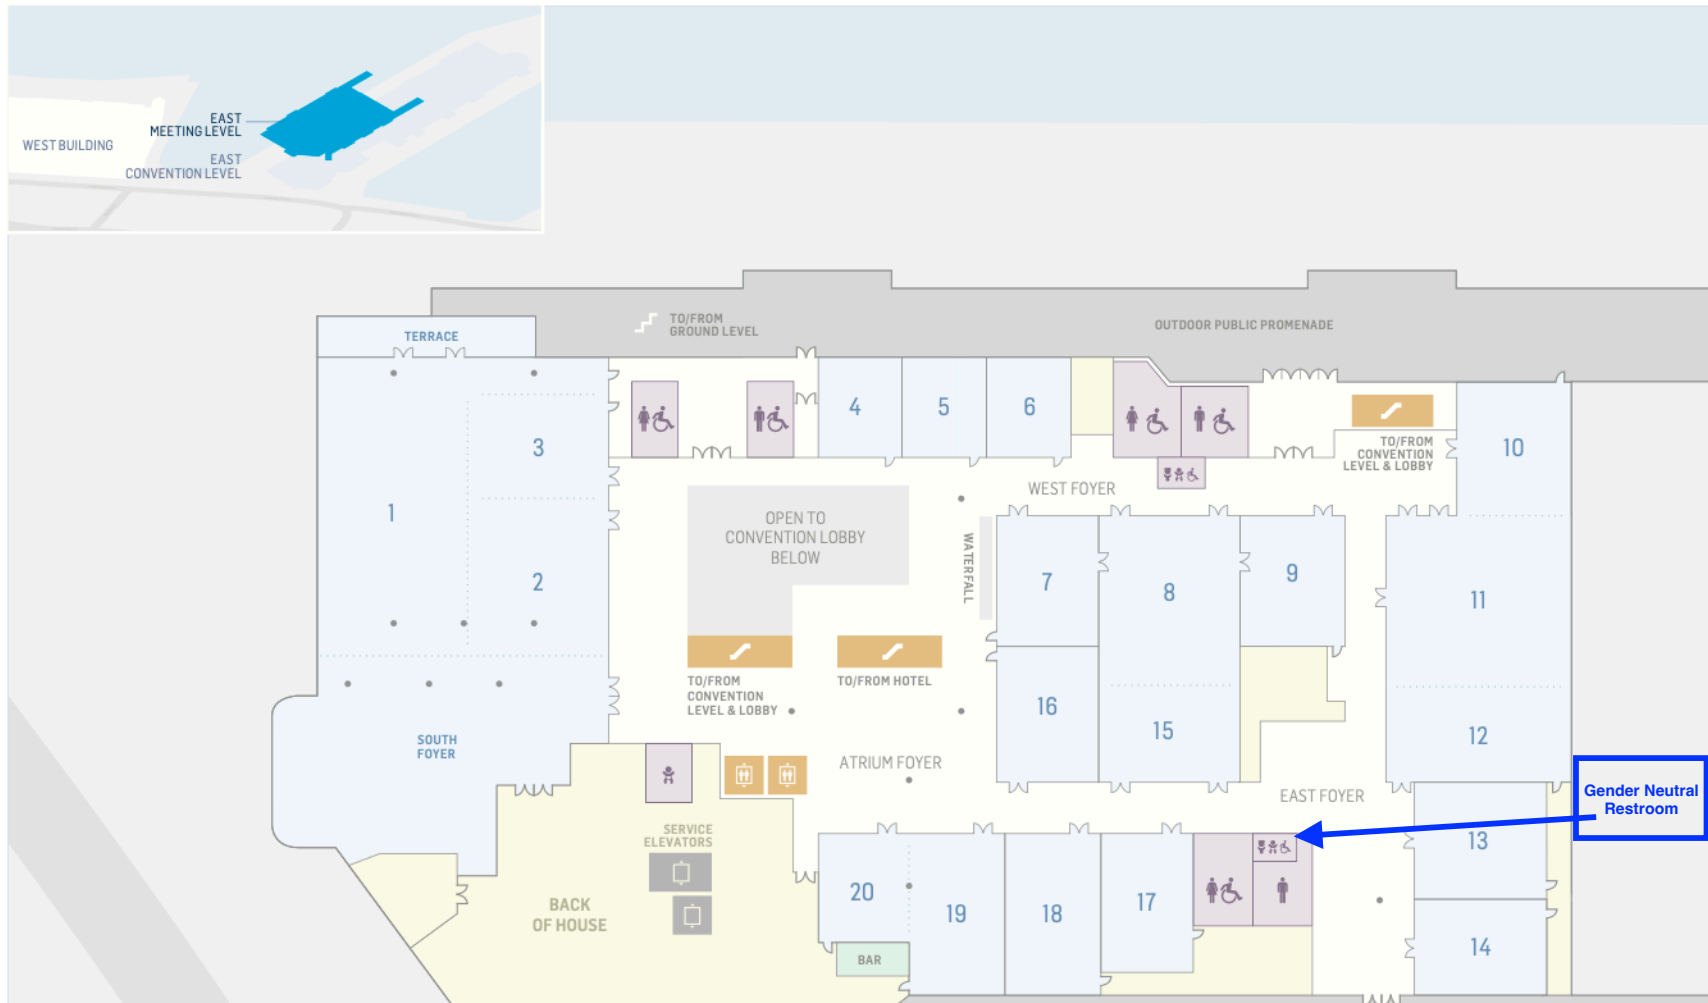 EAST
MEETING LEVEL
WEST BUILDING
EAST
CONVENTION LEVEL
TO/FROM
GROUND LEVEL
OUTDOOR PUBLIC PROMENADE
TERRACE
4
5
6
3
10
TO/FROM
CONVENTION
LEVEL & LOBBY
WEST FOYER
1
OPEN TO
CONVENTION LOBBY
BELOW
WATERFALL
2
7
8
9
11
TO/FROM
CONVENTION
LEVEL & LOBBY
TO/FROM HOTEL
16
15
12
SOUTH
FOYER
ATRIUM FOYER
EAST FOYER
Gender Neutral
Restroom
SERVICE
ELEVATORS
13
20
19
18
17
BACK
OF HOUSE
14
BAR